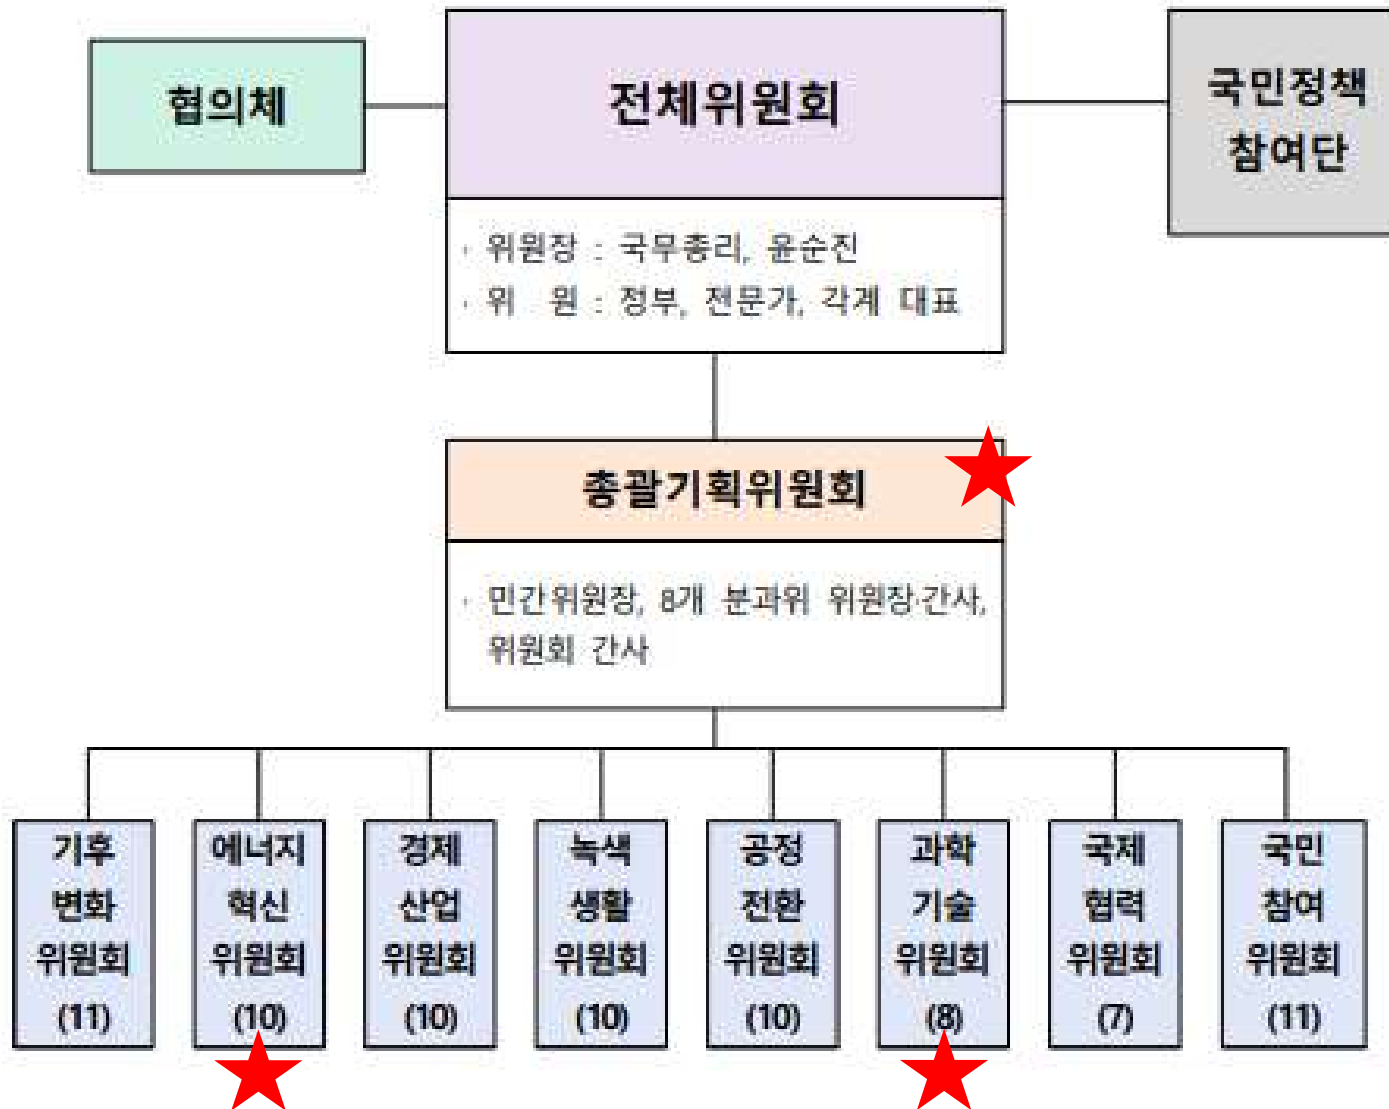 협의체
전체위원회
국민정책
참여단
· 위원장 : 국무총리, 윤순진
· 위 원 : 정부, 전문가, 각계 대표
총괄기획위원회
· 민간위원장, 8개 분과위 위원장·간사,
위원회 간사
기후
변화
위원회
(11)
에너지
혁신
위원회
(10)
경제
산업
위원회
(10)
녹색
생활
위원회
(10)
공정
전환
위원회
(10)
과학
기술
위원회
(8)
국제
협력
위원회
(7)
국민
참여
위원회
(11)